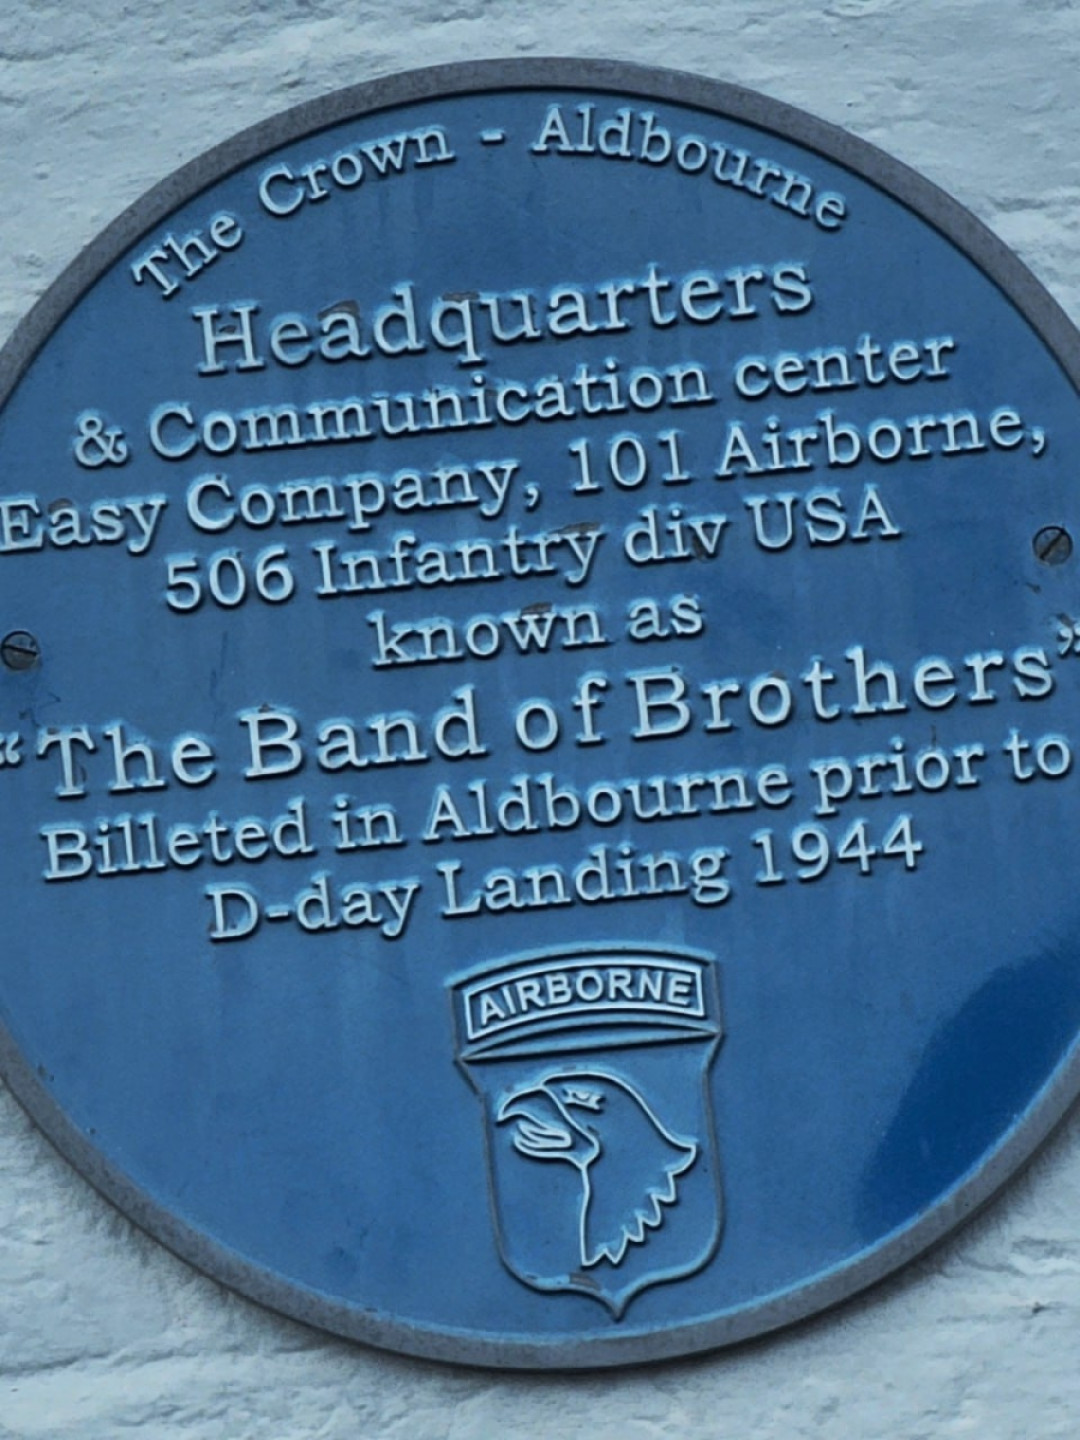 The Crown - Aldbourne
Headquarters
& Communication center
Easy Company, 101 Airborne,
506 Infantry div USA
known as
“The Band of Brothers”
Billeted in Aldbourne prior to
D-day Landing 1944
AIRBORNE